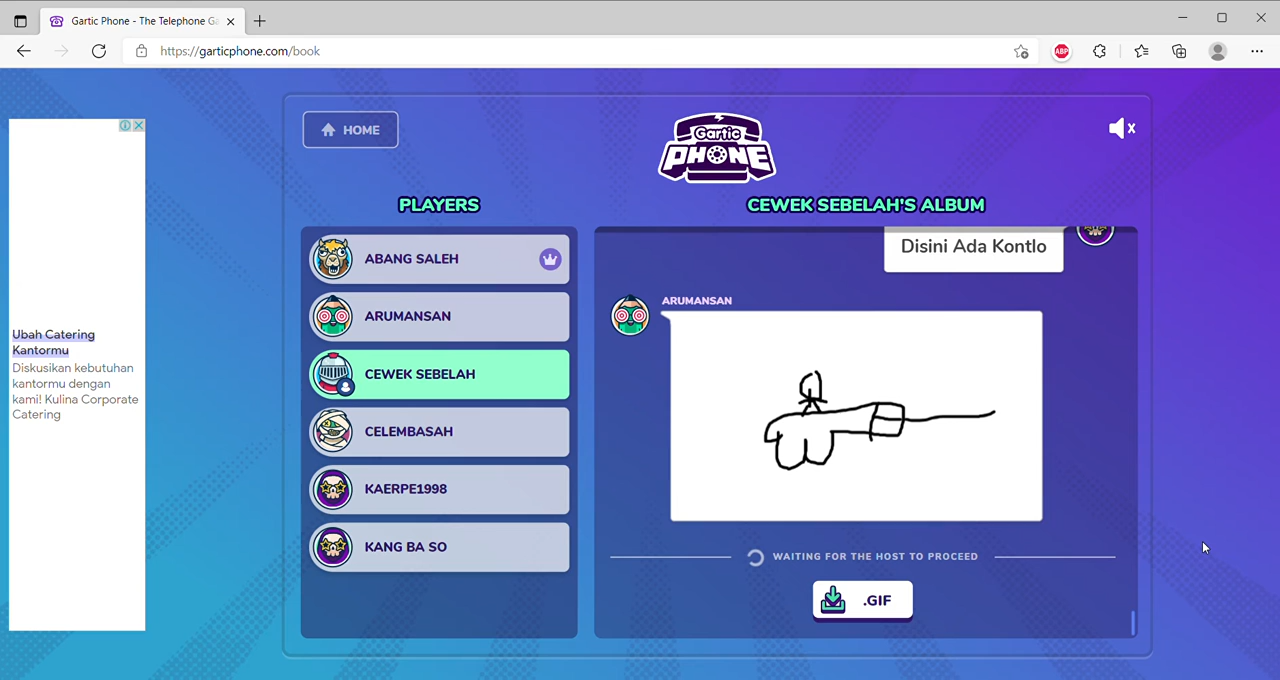 Gartic Phone - The Telephone Ga
https://garticphone.com/book
ABP
HOME
Gartic
PHONE
PLAYERS
CEWEK SEBELAH'S ALBUM
ABANG SALEH
ARUMANSAN
CEWEK SEBELAH
CELEMBASAH
KAERPE1998
KANG BA SO
Disini Ada Kontlo
ARUMANSAN
WAITING FOR THE HOST TO PROCEED
.GIF
Ubah Catering
Kantormu
Diskusikan kebutuhan
kantormu dengan
kami! Kulina Corporate
Catering